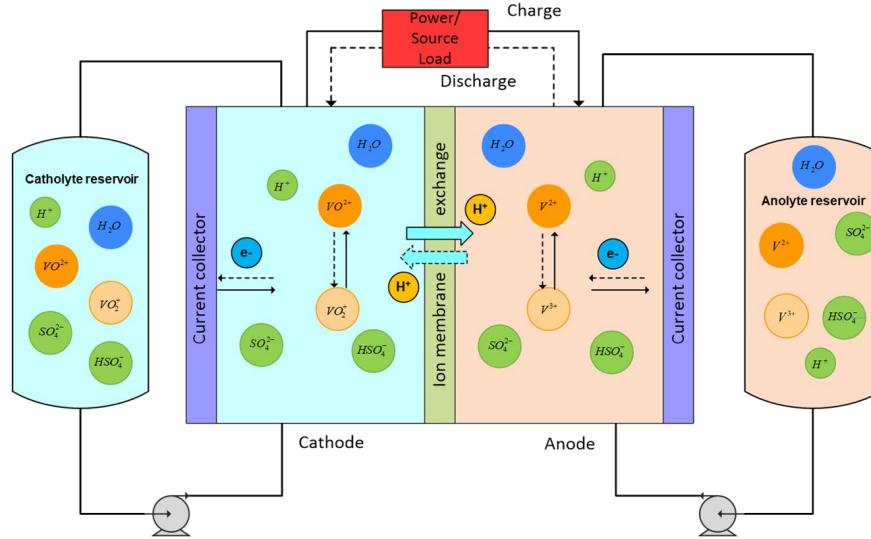 Charge
Power/
Source
Load
Discharge
Catholyte reservoir
H⁺
H₂O
VO²⁺
VO₂⁺
SO₄²⁻
HSO₄⁻
Current collector
H₂O
H⁺
VO²⁺
e-
VO₂⁺
SO₄²⁻
HSO₄⁻
Cathode
Ion membrane exchange
H⁺
H⁺
H₂O
H⁺
V²⁺
e-
V³⁺
SO₄²⁻
HSO₄⁻
Anode
Current collector
H₂O
Anolyte reservoir
SO₄²⁻
V²⁺
V³⁺
HSO₄⁻
H⁺